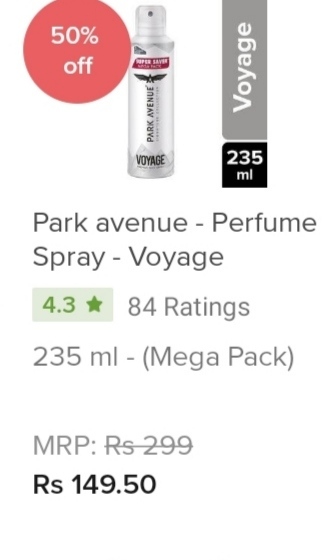 50%
off
SUPER SAVER
PARK AVENUE
VOYAGE
Voyage
235
ml
Park avenue - Perfume
Spray - Voyage
4.3 ★ 84 Ratings
235 ml - (Mega Pack)
MRP: Rs 299
Rs 149.50